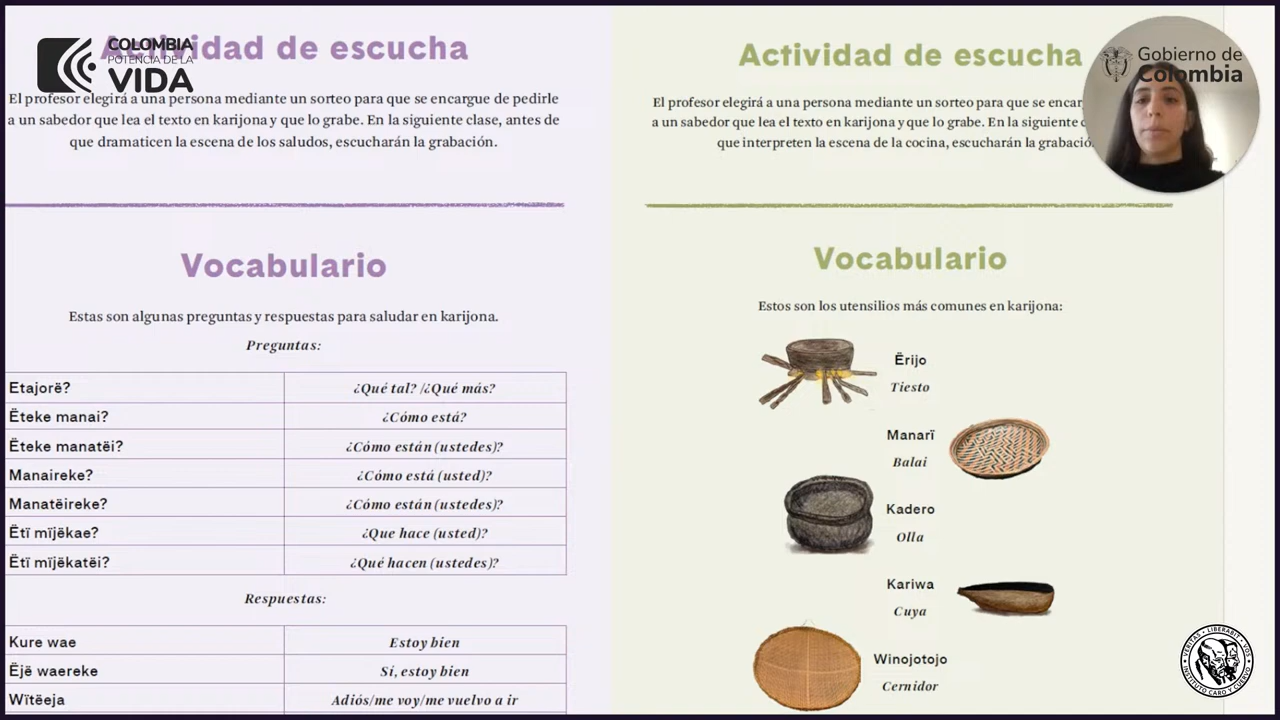 COLOMBIA
POTENCIA DE LA
VIDA
Actividad de escucha
El profesor elegirá a una persona mediante un sorteo para que se encargue de pedirle
a un sabedor que lea el texto en karijona y que lo grabe. En la siguiente clase, antes de
que dramaticen la escena de los saludos, escucharán la grabación.
Vocabulario
Estas son algunas preguntas y respuestas para saludar en karijona.
Preguntas:
Ëtajorë? ¿Qué tal? /¿Qué más?
Ëteke manai? ¿Cómo está?
Ëteke manatëi? ¿Cómo están (ustedes)?
Manaireke? ¿Cómo está (usted)?
Manatëireke? ¿Cómo están (ustedes)?
Ëtï mïjëkae? ¿Que hace (usted)?
Ëtï mïjëkatëi? ¿Qué hacen (ustedes)?
Respuestas:
Kure wae Estoy bien
Ëjë waereke Sí, estoy bien
Wïtëeja Adiós/me voy/me vuelvo a ir
Actividad de escucha
El profesor elegirá a una persona mediante un sorteo para que se
a un sabedor que lea el texto en karijona y que lo grabe. En la siguiente
que interpreten la escena de la cocina, escucharán la
Vocabulario
Estos son los utensilios más comunes en karijona:
Ërijo
Tiesto
Manarï
Balai
Kadero
Olla
Kariwa
Cuya
Winojotojo
Cernidor
Gobierno de
Colombia
VERITAS LIBERABIT VOS
INSTITUTO CARO Y CUERVO